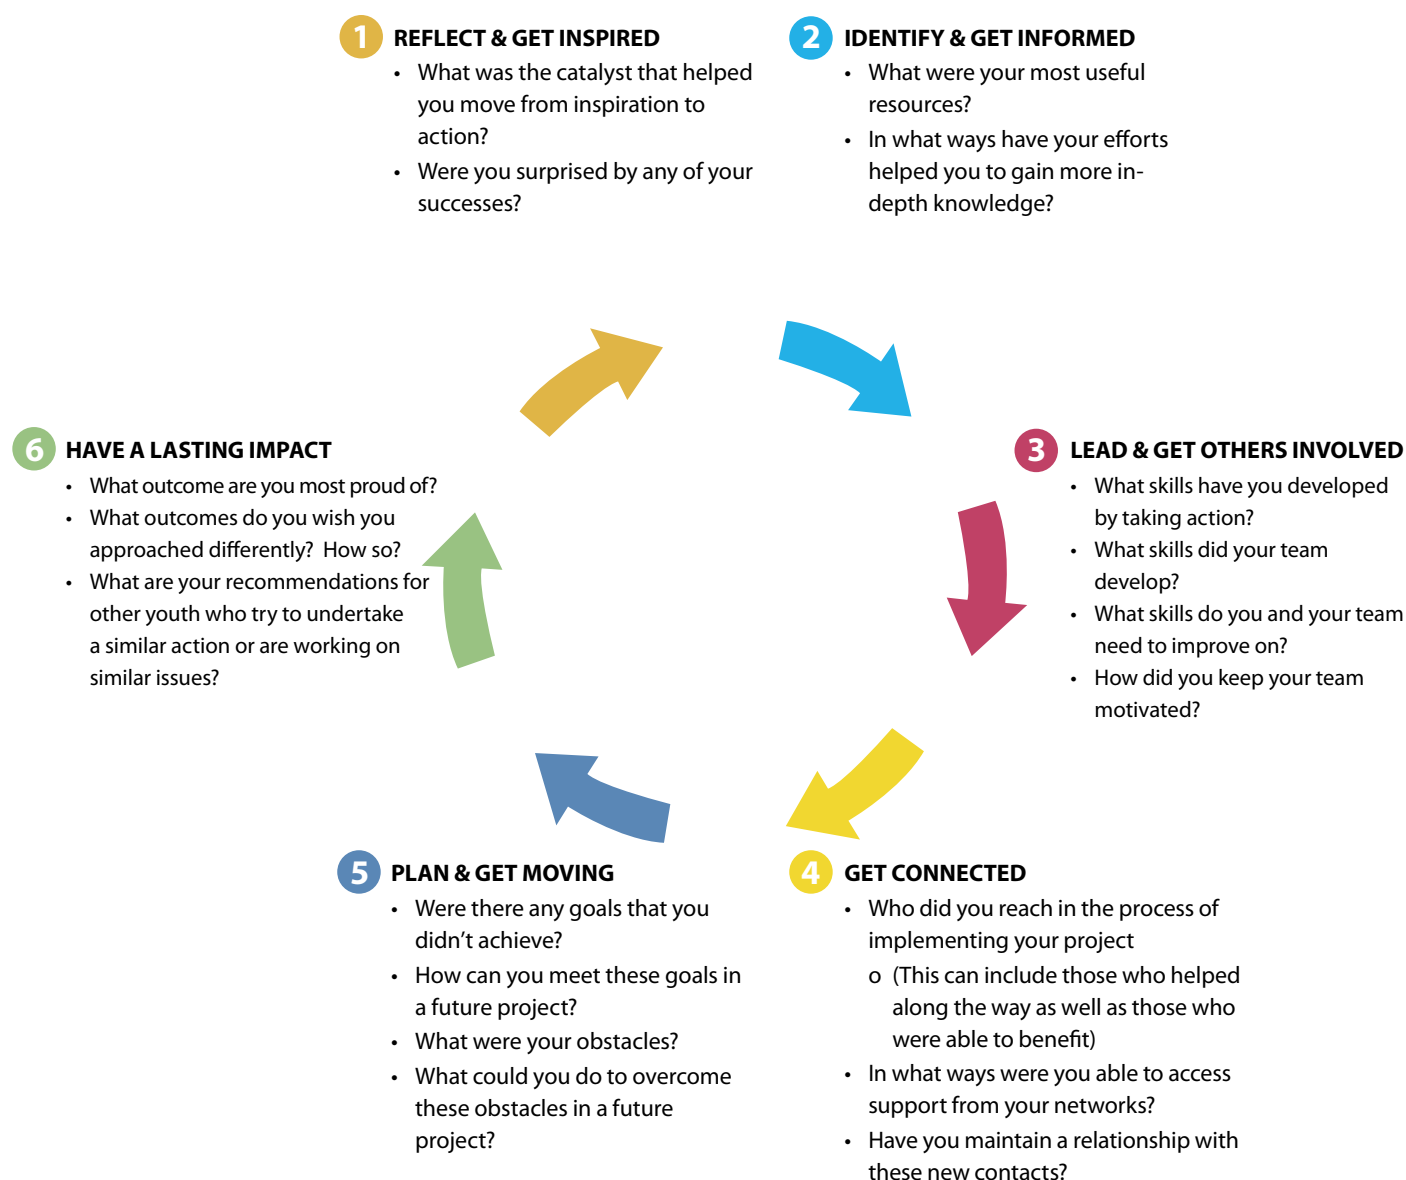 1 REFLECT & GET INSPIRED
• What was the catalyst that helped
you move from inspiration to
action?
• Were you surprised by any of your
successes?
2 IDENTIFY & GET INFORMED
• What were your most useful
resources?
• In what ways have your efforts
helped you to gain more in-
depth knowledge?
3 LEAD & GET OTHERS INVOLVED
• What skills have you developed
by taking action?
• What skills did your team
develop?
• What skills do you and your team
need to improve on?
• How did you keep your team
motivated?
4 GET CONNECTED
• Who did you reach in the process of
implementing your project
o (This can include those who helped
along the way as well as those who
were able to benefit)
• In what ways were you able to access
support from your networks?
• Have you maintain a relationship with
these new contacts?
5 PLAN & GET MOVING
• Were there any goals that you
didn’t achieve?
• How can you meet these goals in
a future project?
• What were your obstacles?
• What could you do to overcome
these obstacles in a future
project?
6 HAVE A LASTING IMPACT
• What outcome are you most proud of?
• What outcomes do you wish you
approached differently? How so?
• What are your recommendations for
other youth who try to undertake
a similar action or are working on
similar issues?